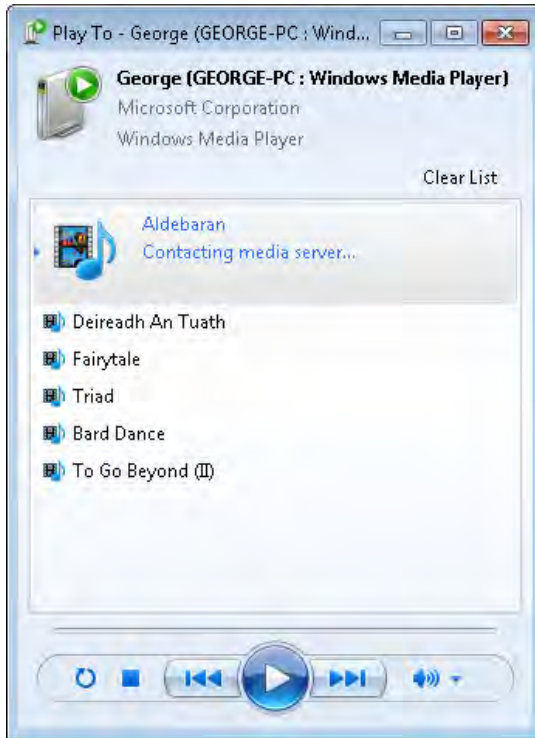 Play To - George (GEORGE-PC : Wind...
George (GEORGE-PC : Windows Media Player)
Microsoft Corporation
Windows Media Player
Clear List
Aldebaran
Contacting media server...
Deireadh An Tuath
Fairytale
Triad
Bard Dance
To Go Beyond (II)